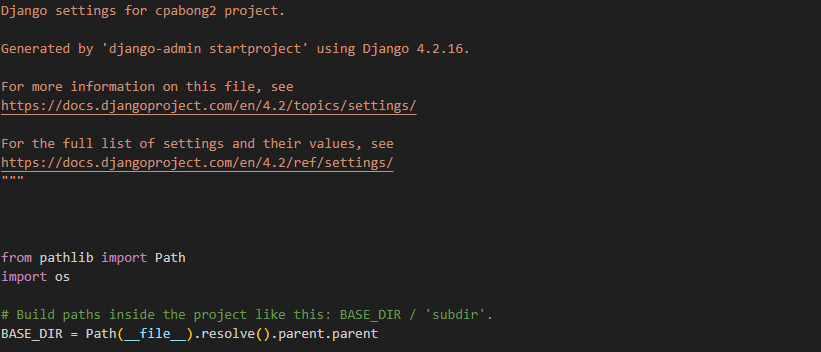 Django settings for cpabong2 project.
Generated by 'django-admin startproject' using Django 4.2.16.
For more information on this file, see
https://docs.djangoproject.com/en/4.2/topics/settings/
For the full list of settings and their values, see
https://docs.djangoproject.com/en/4.2/ref/settings/
"""
from pathlib import Path
import os
# Build paths inside the project like this: BASE_DIR / 'subdir'.
BASE_DIR = Path(__file__).resolve().parent.parent